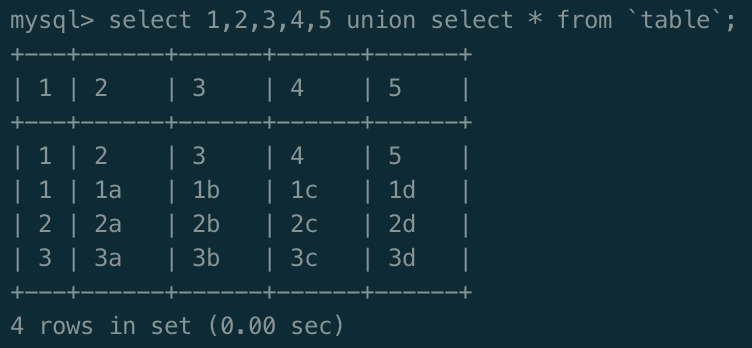 mysql> select 1,2,3,4,5 union select * from `table`;
+---+------+------+------+------+
| 1 | 2    | 3    | 4    | 5    |
+---+------+------+------+------+
| 1 | 2    | 3    | 4    | 5    |
| 1 | 1a   | 1b   | 1c   | 1d   |
| 2 | 2a   | 2b   | 2c   | 2d   |
| 3 | 3a   | 3b   | 3c   | 3d   |
+---+------+------+------+------+
4 rows in set (0.00 sec)